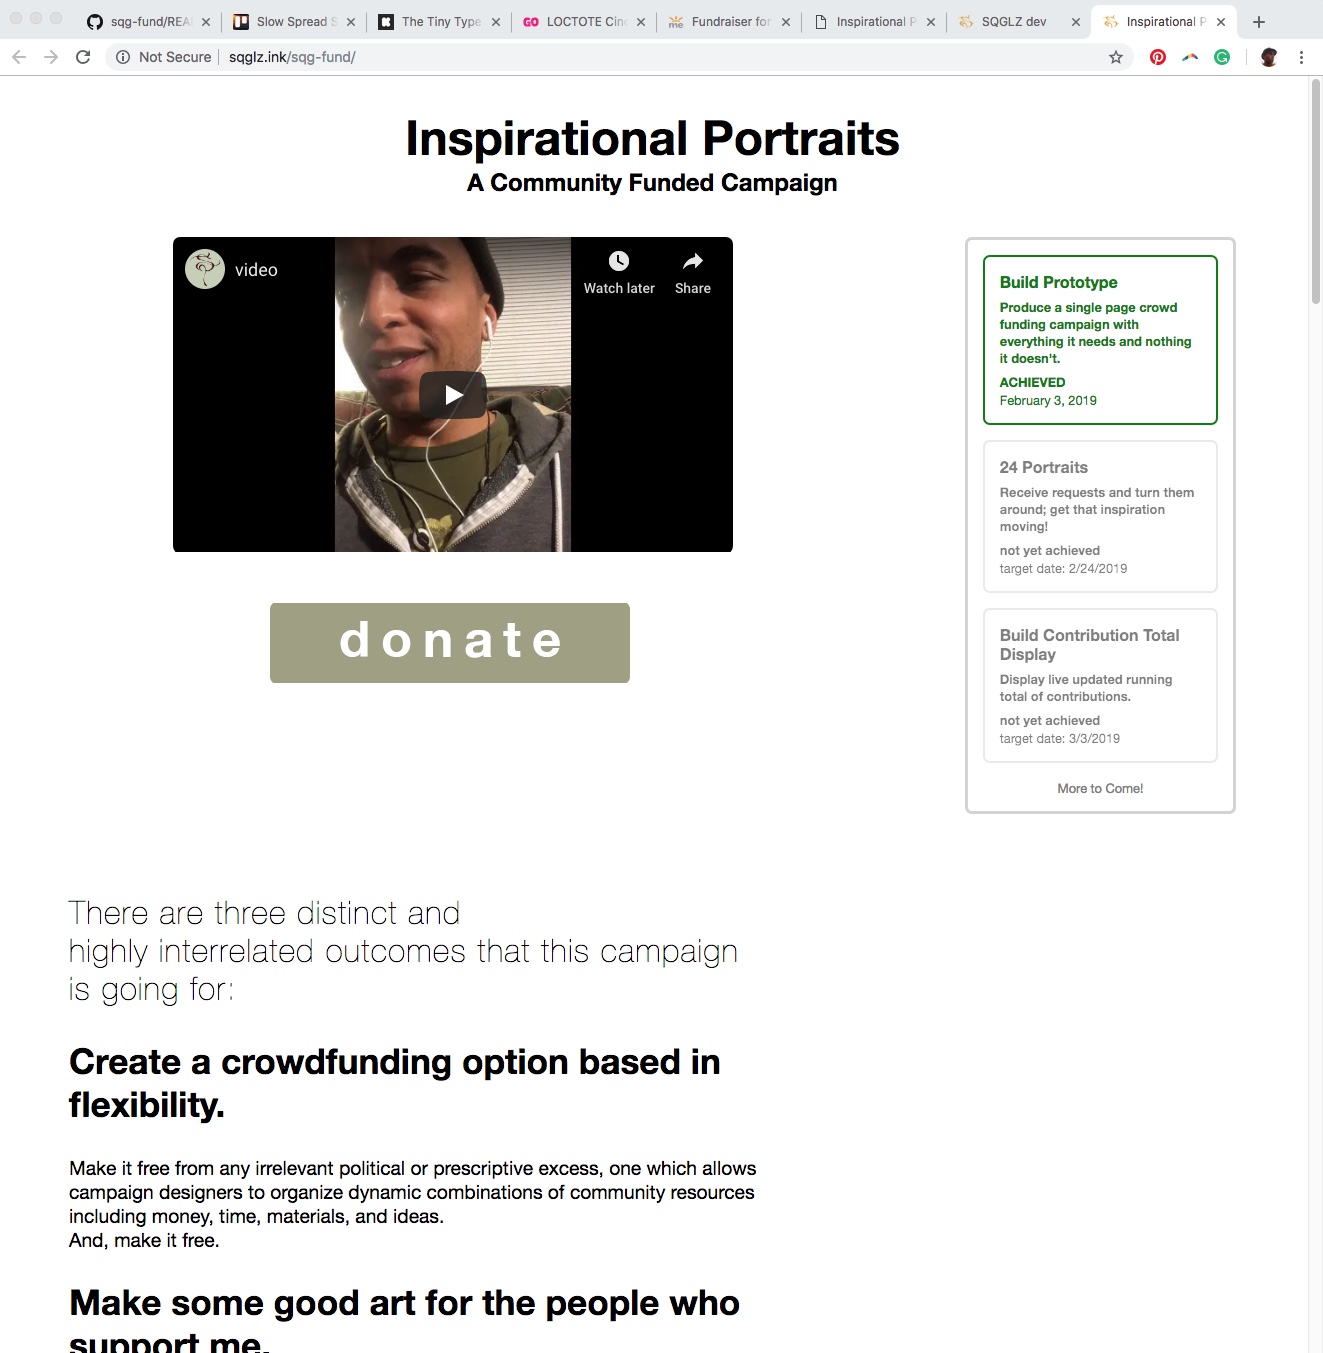 sqg-fund/REA
Slow Spread S
The Tiny Type
GO LOCTOTE Cin
me Fundraiser for
Inspirational P
SQGLZ dev
Inspirational P
Not Secure
sqglz.ink/sqg-fund/
Inspirational Portraits
A Community Funded Campaign
video
Watch later
Share
donate
Build Prototype
Produce a single page crowd
funding campaign with
everything it needs and nothing
it doesn't.
ACHIEVED
February 3, 2019
24 Portraits
Receive requests and turn them
around; get that inspiration
moving!
not yet achieved
target date: 2/24/2019
Build Contribution Total
Display
Display live updated running
total of contributions.
not yet achieved
target date: 3/3/2019
More to Come!
There are three distinct and
highly interrelated outcomes that this campaign
is going for:
Create a crowdfunding option based in
flexibility.
Make it free from any irrelevant political or prescriptive excess, one which allows
campaign designers to organize dynamic combinations of community resources
including money, time, materials, and ideas.
And, make it free.
Make some good art for the people who
support me.